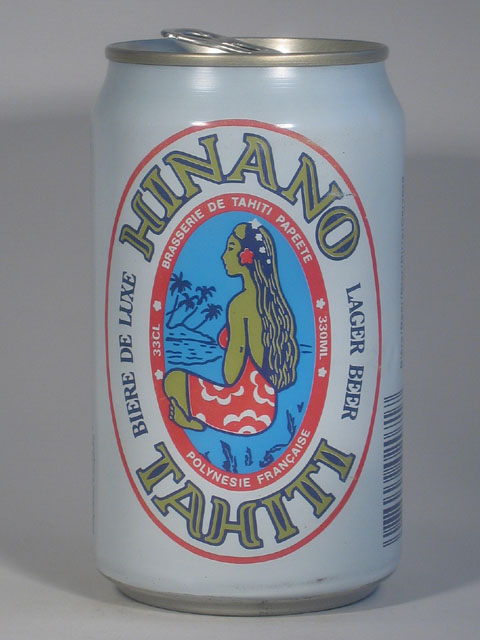 HINANO
BRASSERIE DE TAHITI PAPEETE
BIERE DE LUXE
33CL
330ML
LAGER BEER
POLYNESIE FRANÇAISE
TAHITI